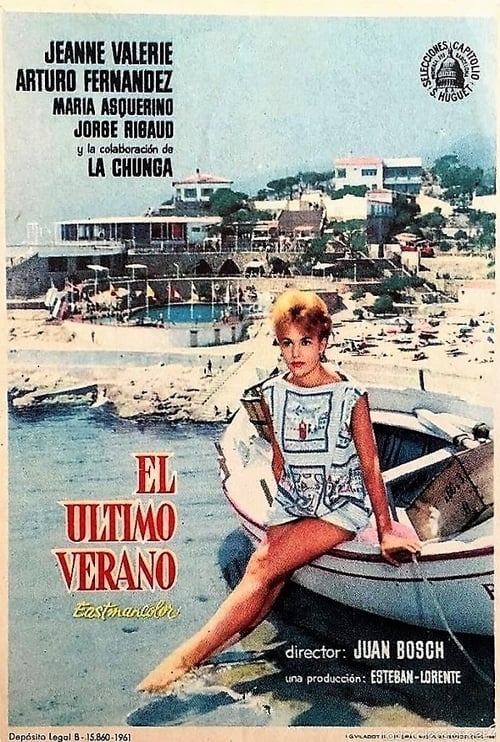 JEANNE VALERIE
ARTURO FERNANDEZ
MARIA ASQUERINO
JORGE RIGAUD
y la colaboración de
LA CHUNGA
SELECCIONES CAPITOLIO
S. HUGUET
EL
ULTIMO
VERANO
Eastmancolor
director: JUAN BOSCH
una producción: ESTEBAN-LORENTE
Depósito Legal B - 15.860-1961